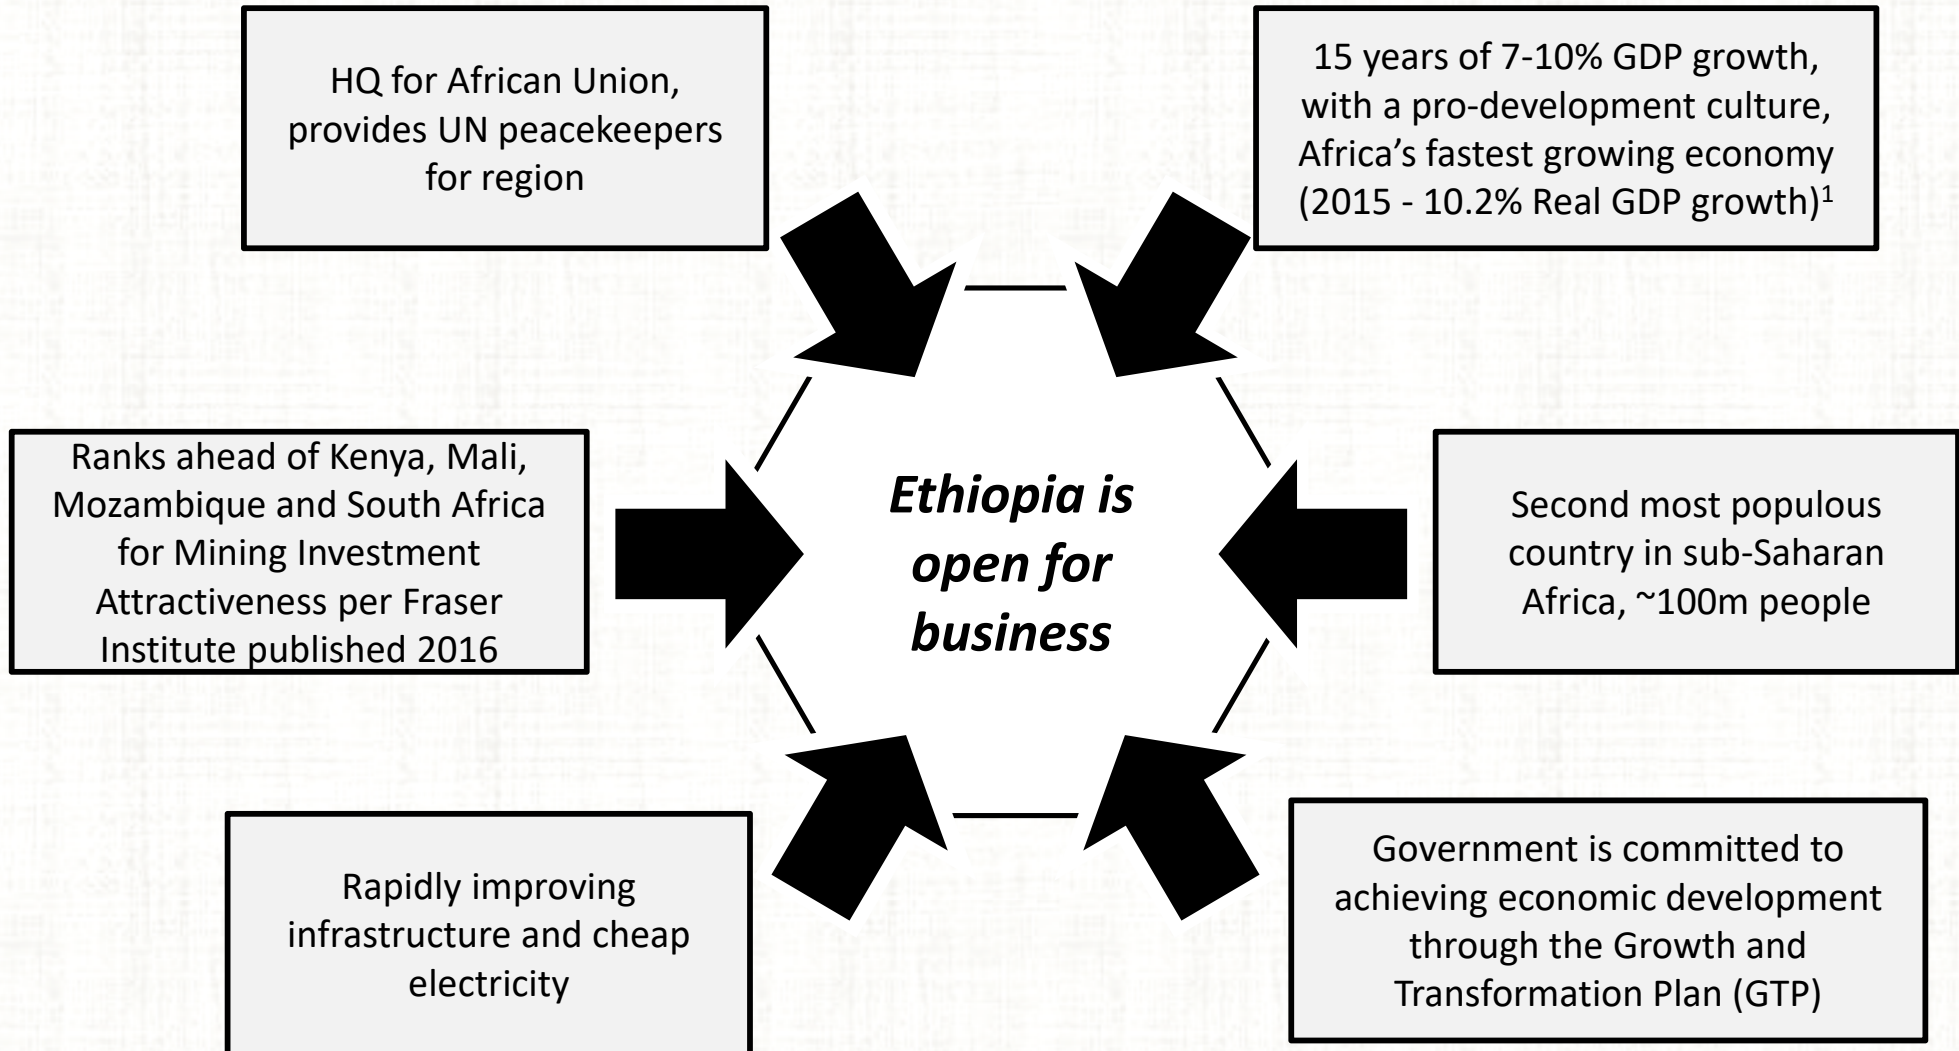 HQ for African Union,
provides UN peacekeepers
for region
15 years of 7-10% GDP growth,
with a pro-development culture,
Africa’s fastest growing economy
(2015 - 10.2% Real GDP growth)¹
Ranks ahead of Kenya, Mali,
Mozambique and South Africa
for Mining Investment
Attractiveness per Fraser
Institute published 2016
Ethiopia is
open for
business
Second most populous
country in sub-Saharan
Africa, ~100m people
Rapidly improving
infrastructure and cheap
electricity
Government is committed to
achieving economic development
through the Growth and
Transformation Plan (GTP)